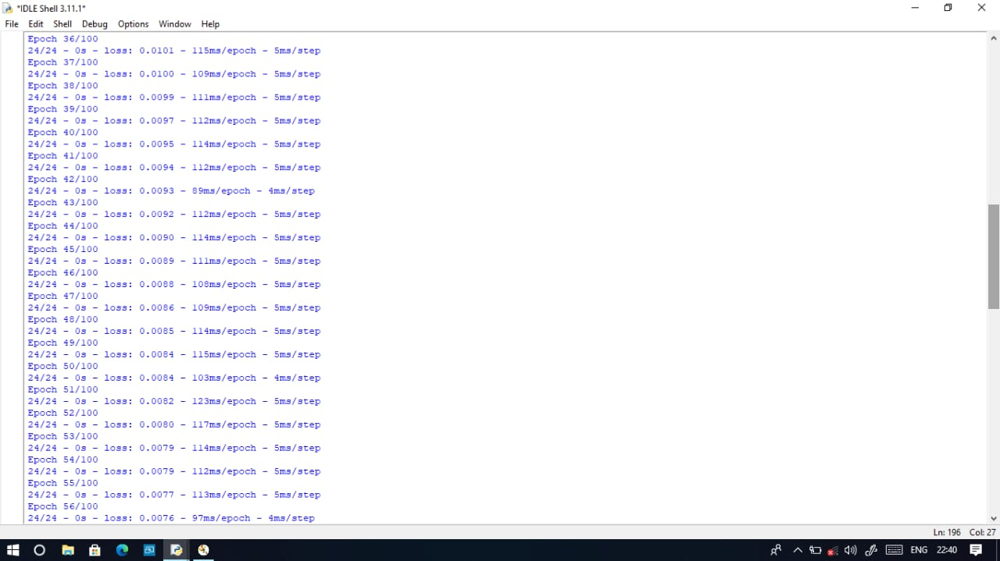 *IDLE Shell 3.11.1*
File Edit Shell Debug Options Window Help
Epoch 36/100
24/24 - 0s - loss: 0.0101 - 115ms/epoch - 5ms/step
Epoch 37/100
24/24 - 0s - loss: 0.0100 - 109ms/epoch - 5ms/step
Epoch 38/100
24/24 - 0s - loss: 0.0099 - 111ms/epoch - 5ms/step
Epoch 39/100
24/24 - 0s - loss: 0.0097 - 112ms/epoch - 5ms/step
Epoch 40/100
24/24 - 0s - loss: 0.0095 - 114ms/epoch - 5ms/step
Epoch 41/100
24/24 - 0s - loss: 0.0094 - 112ms/epoch - 5ms/step
Epoch 42/100
24/24 - 0s - loss: 0.0093 - 89ms/epoch - 4ms/step
Epoch 43/100
24/24 - 0s - loss: 0.0092 - 112ms/epoch - 5ms/step
Epoch 44/100
24/24 - 0s - loss: 0.0090 - 114ms/epoch - 5ms/step
Epoch 45/100
24/24 - 0s - loss: 0.0089 - 111ms/epoch - 5ms/step
Epoch 46/100
24/24 - 0s - loss: 0.0088 - 108ms/epoch - 5ms/step
Epoch 47/100
24/24 - 0s - loss: 0.0086 - 109ms/epoch - 5ms/step
Epoch 48/100
24/24 - 0s - loss: 0.0085 - 114ms/epoch - 5ms/step
Epoch 49/100
24/24 - 0s - loss: 0.0084 - 115ms/epoch - 5ms/step
Epoch 50/100
24/24 - 0s - loss: 0.0084 - 103ms/epoch - 4ms/step
Epoch 51/100
24/24 - 0s - loss: 0.0082 - 123ms/epoch - 5ms/step
Epoch 52/100
24/24 - 0s - loss: 0.0080 - 117ms/epoch - 5ms/step
Epoch 53/100
24/24 - 0s - loss: 0.0079 - 114ms/epoch - 5ms/step
Epoch 54/100
24/24 - 0s - loss: 0.0079 - 112ms/epoch - 5ms/step
Epoch 55/100
24/24 - 0s - loss: 0.0077 - 113ms/epoch - 5ms/step
Epoch 56/100
24/24 - 0s - loss: 0.0076 - 97ms/epoch - 4ms/step
Ln: 196 Col: 27
ENG 22:40